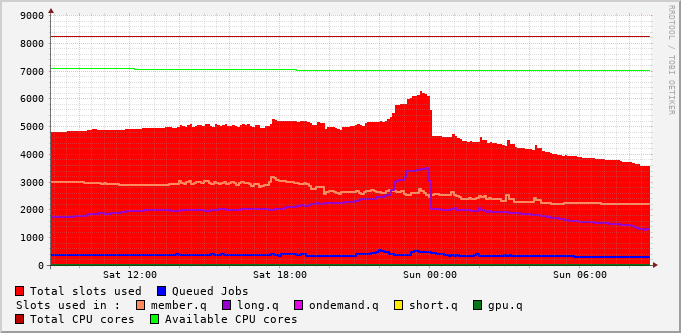 9000
8000
7000
6000
5000
4000
3000
2000
1000
0
Sat 12:00 Sat 18:00 Sun 00:00 Sun 06:00
Total slots used Queued Jobs
Slots used in : member.q long.q ondemand.q short.q gpu.q
Total CPU cores Available CPU cores
RRDTOOL / TOBI OETIKER